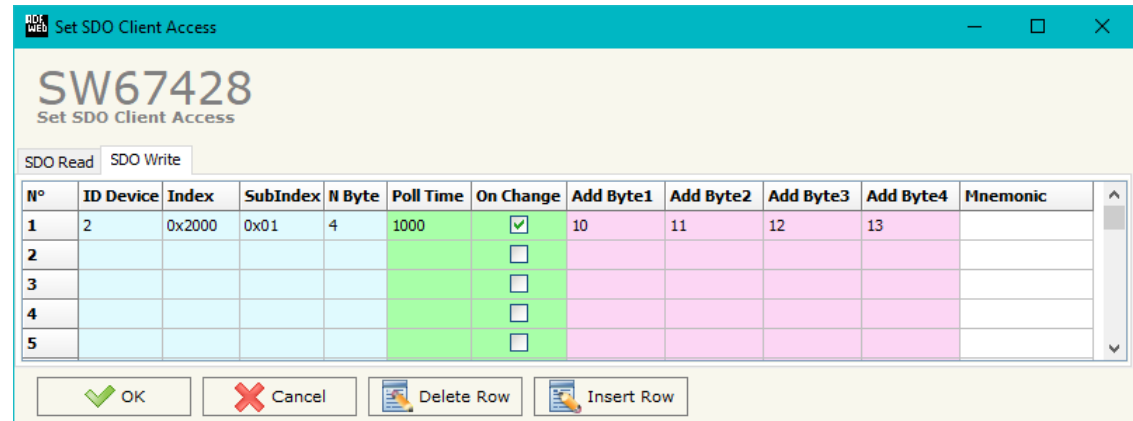 ADF web Set SDO Client Access
SW67428
Set SDO Client Access
SDO Read SDO Write
N° ID Device Index SubIndex N Byte Poll Time On Change Add Byte1 Add Byte2 Add Byte3 Add Byte4 Mnemonic
1 2 0x2000 0x01 4 1000 10 11 12 13
2
3
4
5
OK Cancel Delete Row Insert Row